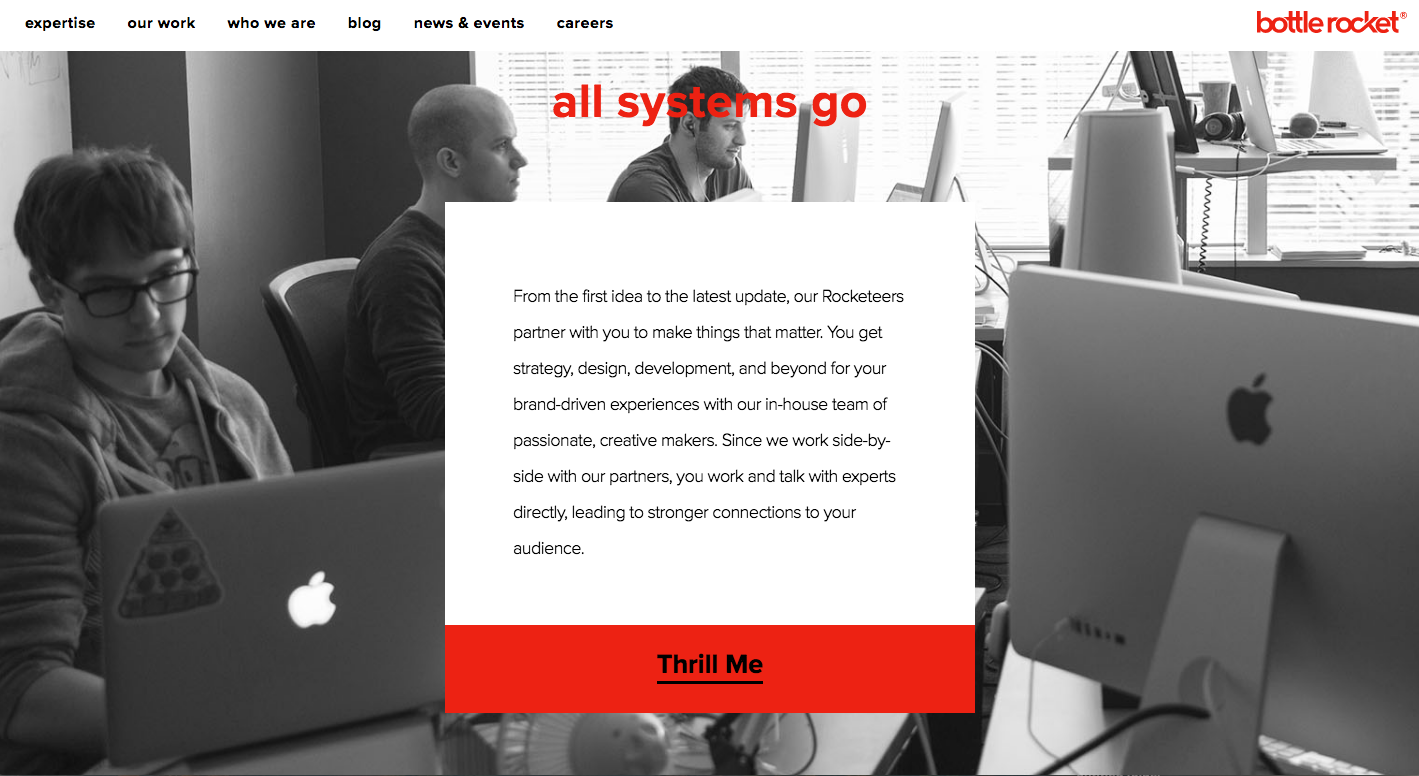 expertise our work who we are blog news & events careers bottle rocket®
all systems go
From the first idea to the latest update, our Rocketeers
partner with you to make things that matter. You get
strategy, design, development, and beyond for your
brand-driven experiences with our in-house team of
passionate, creative makers. Since we work side-by-
side with our partners, you work and talk with experts
directly, leading to stronger connections to your
audience.
Thrill Me